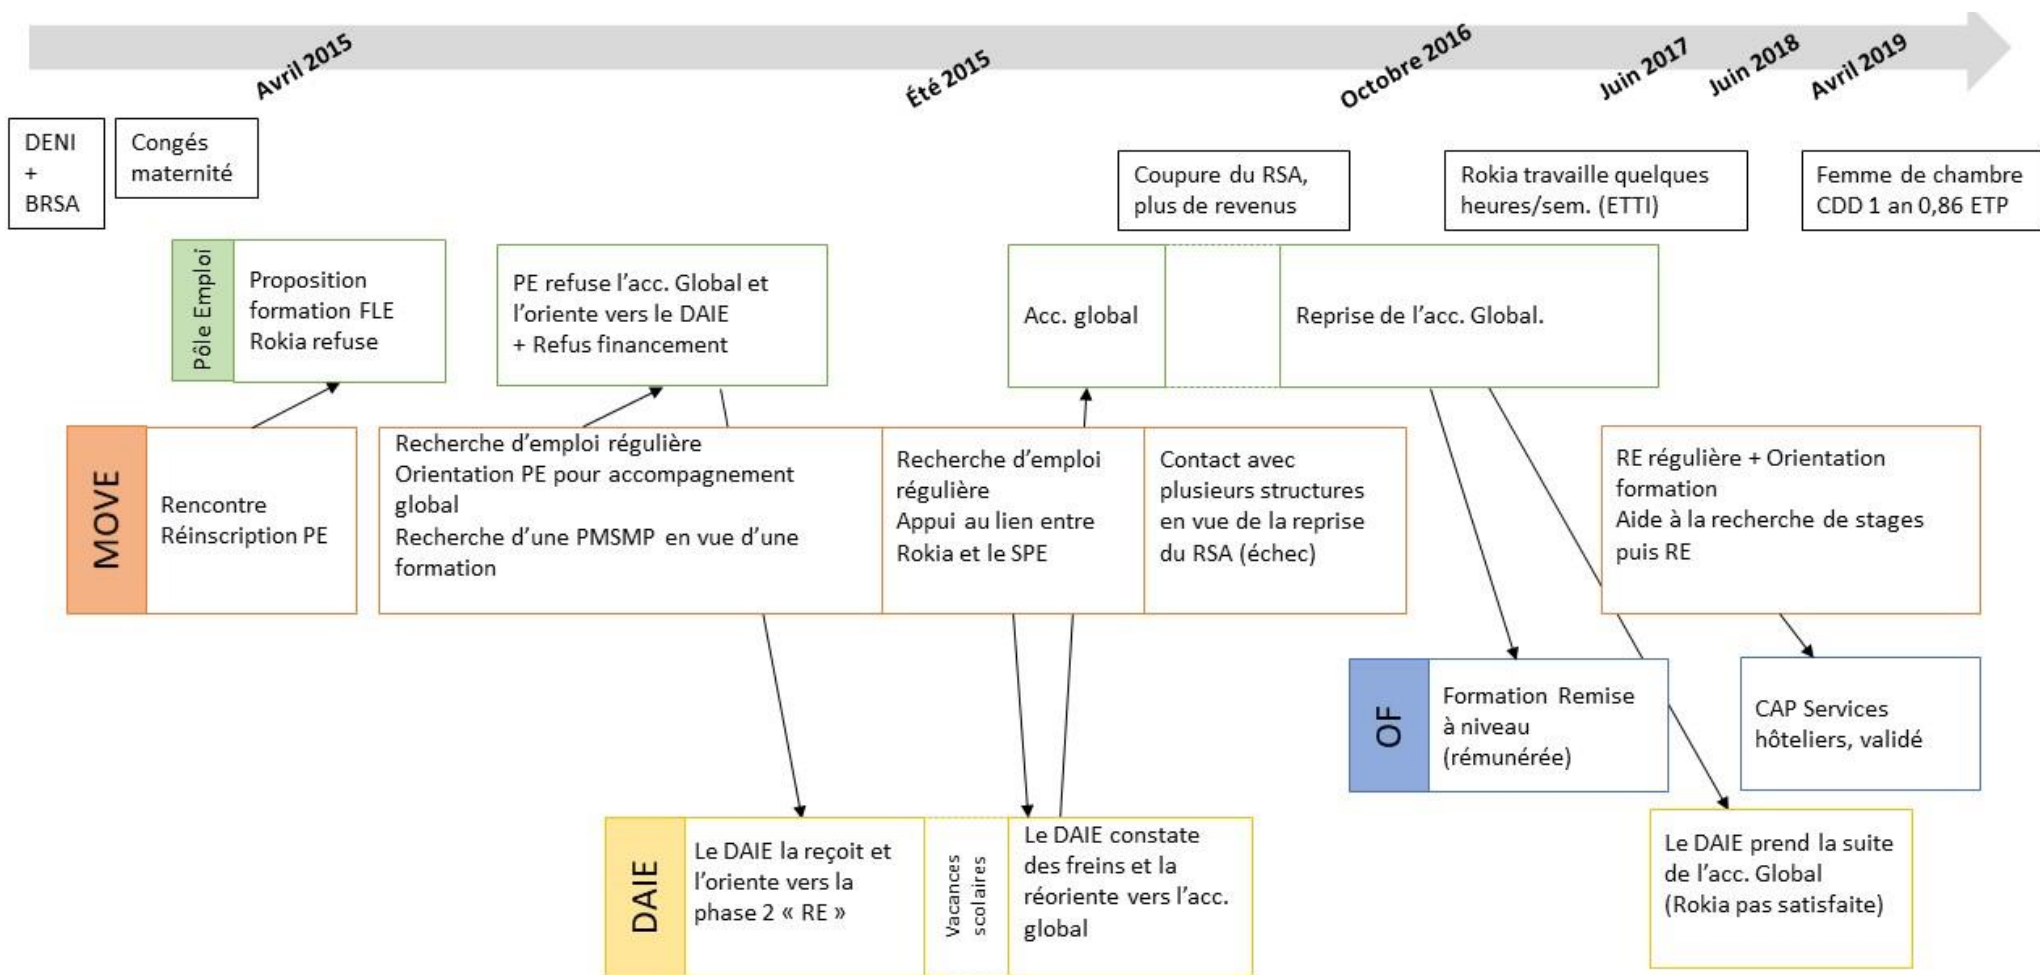 Avril 2015
Été 2015
Octobre 2016
Juin 2017
Juin 2018
Avril 2019
DENI
+
BRSA
Congés
maternité
Coupure du RSA,
plus de revenus
Rokia travaille quelques
heures/sem. (ETTI)
Femme de chambre
CDD 1 an 0,86 ETP
Pôle Emploi
Proposition
formation FLE
Rokia refuse
PE refuse l’acc. Global et
l’oriente vers le DAIE
+ Refus financement
Acc. global
Reprise de l’acc. Global.
MOVE
Rencontre
Réinscription PE
Recherche d’emploi régulière
Orientation PE pour accompagnement
global
Recherche d’une PMSMP en vue d’une
formation
Recherche d’emploi
régulière
Appui au lien entre
Rokia et le SPE
Contact avec
plusieurs structures
en vue de la reprise
du RSA (échec)
RE régulière + Orientation
formation
Aide à la recherche de stages
puis RE
OF
Formation Remise
à niveau
(rémunérée)
CAP Services
hôteliers, validé
DAIE
Le DAIE la reçoit et
l’oriente vers la
phase 2 « RE »
Vacances
scolaires
Le DAIE constate
des freins et la
réoriente vers l’acc.
global
Le DAIE prend la suite
de l’acc. Global
(Rokia pas satisfaite)